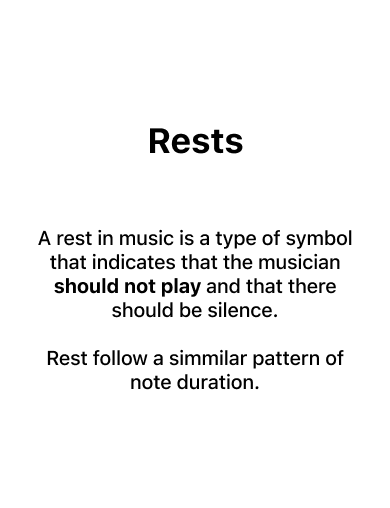 Rests
A rest in music is a type of symbol
that indicates that the musician
should not play and that there
should be silence.
Rest follow a simmilar pattern of
note duration.